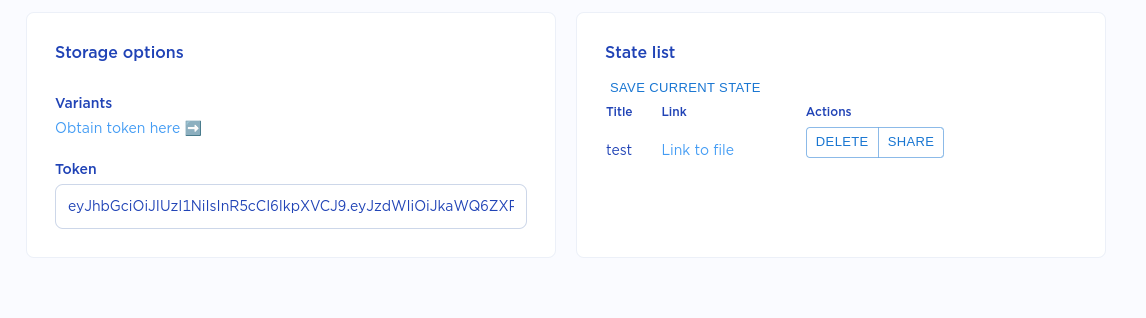 Storage options
Variants
Obtain token here ➡️
Token
eyJhbGciOiJIUzI1NiIsInR5cCI6IkpXVCJ9.eyJzdWIiOiJkaWQ6ZXF
State list
SAVE CURRENT STATE
Title Link Actions
test Link to file DELETE SHARE